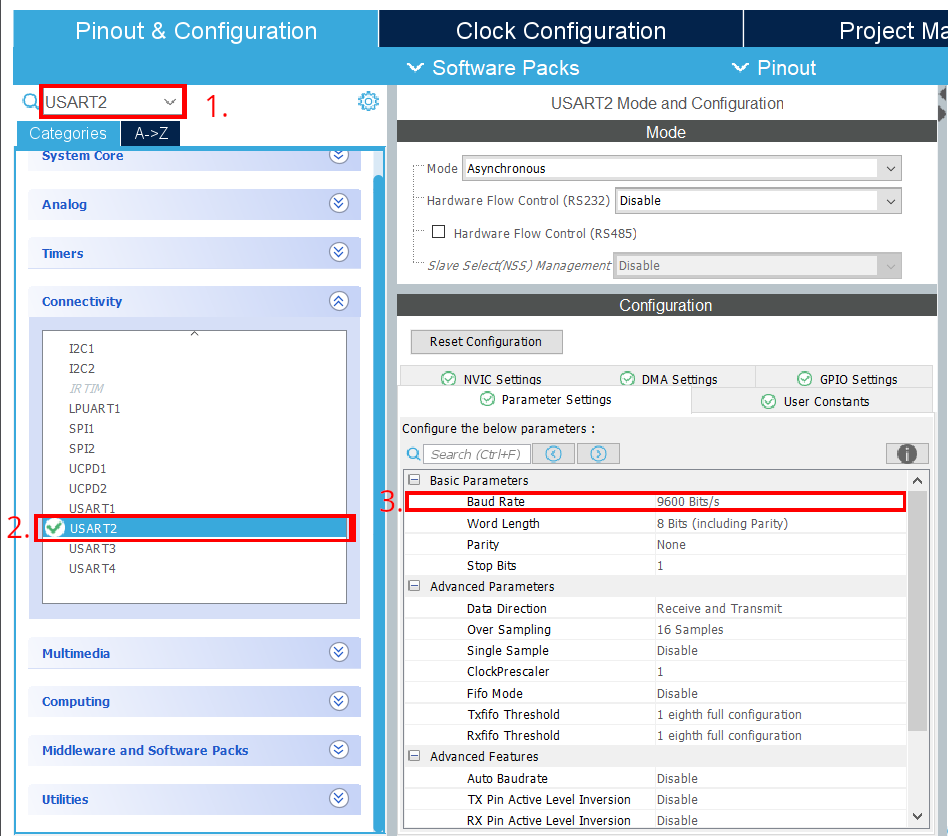 Pinout & Configuration
Clock Configuration
Project Ma
Software Packs
Pinout
USART2
1.
Categories
A->Z
System Core
Analog
Timers
Connectivity
I2C1
I2C2
IRTIM
LPUART1
SPI1
SPI2
UCPD1
UCPD2
USART1
2.
USART2
USART3
USART4
Multimedia
Computing
Middleware and Software Packs
Utilities
USART2 Mode and Configuration
Mode
Mode Asynchronous
Hardware Flow Control (RS232) Disable
Hardware Flow Control (RS485)
Slave Select(NSS) Management Disable
Configuration
Reset Configuration
NVIC Settings
DMA Settings
GPIO Settings
Parameter Settings
User Constants
Configure the below parameters :
Search (Ctrl+F)
Basic Parameters
3.
Baud Rate 9600 Bits/s
Word Length 8 Bits (including Parity)
Parity None
Stop Bits 1
Advanced Parameters
Data Direction Receive and Transmit
Over Sampling 16 Samples
Single Sample Disable
ClockPrescaler 1
Fifo Mode Disable
Txfifo Threshold 1 eighth full configuration
Rxfifo Threshold 1 eighth full configuration
Advanced Features
Auto Baudrate Disable
TX Pin Active Level Inversion Disable
RX Pin Active Level Inversion Disable